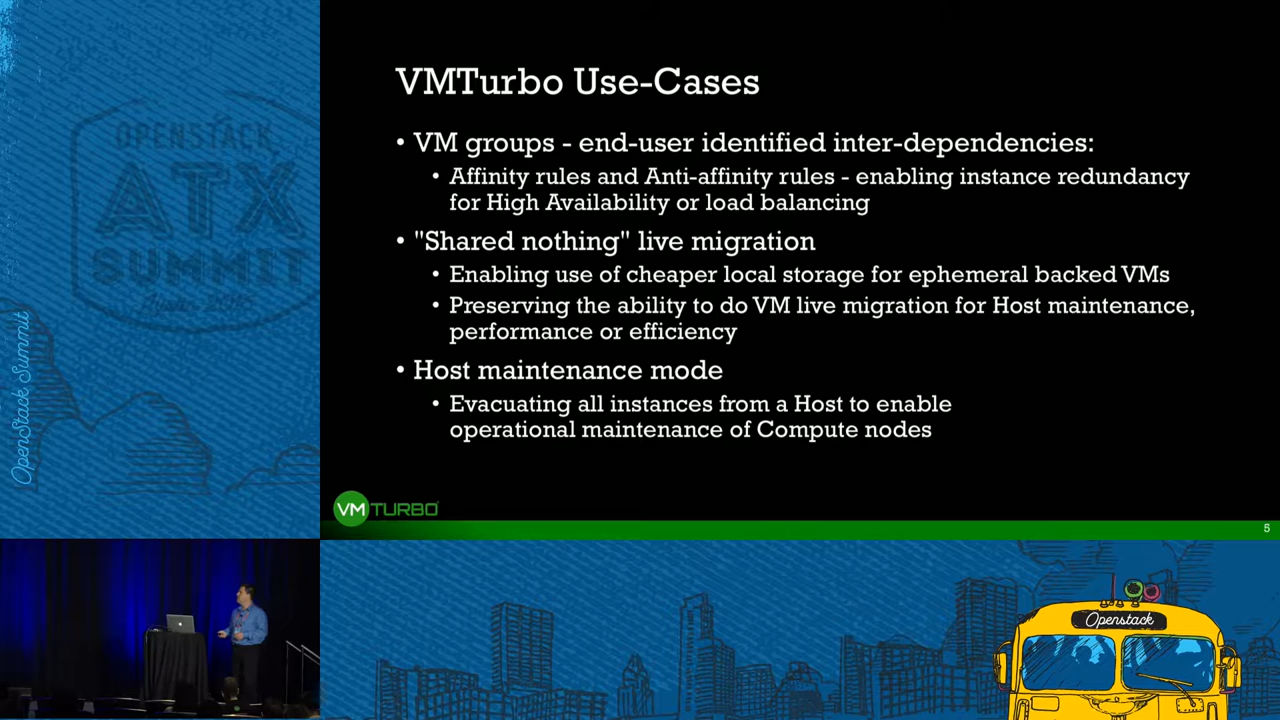 VMTurbo Use-Cases
• VM groups - end-user identified inter-dependencies:
• Affinity rules and Anti-affinity rules - enabling instance redundancy
for High Availability or load balancing
• "Shared nothing" live migration
• Enabling use of cheaper local storage for ephemeral backed VMs
• Preserving the ability to do VM live migration for Host maintenance,
performance or efficiency
• Host maintenance mode
• Evacuating all instances from a Host to enable
operational maintenance of Compute nodes
VMTURBO
5
OPENSTACK
ATX
SUMMIT
OpenStack Summit
Openstack